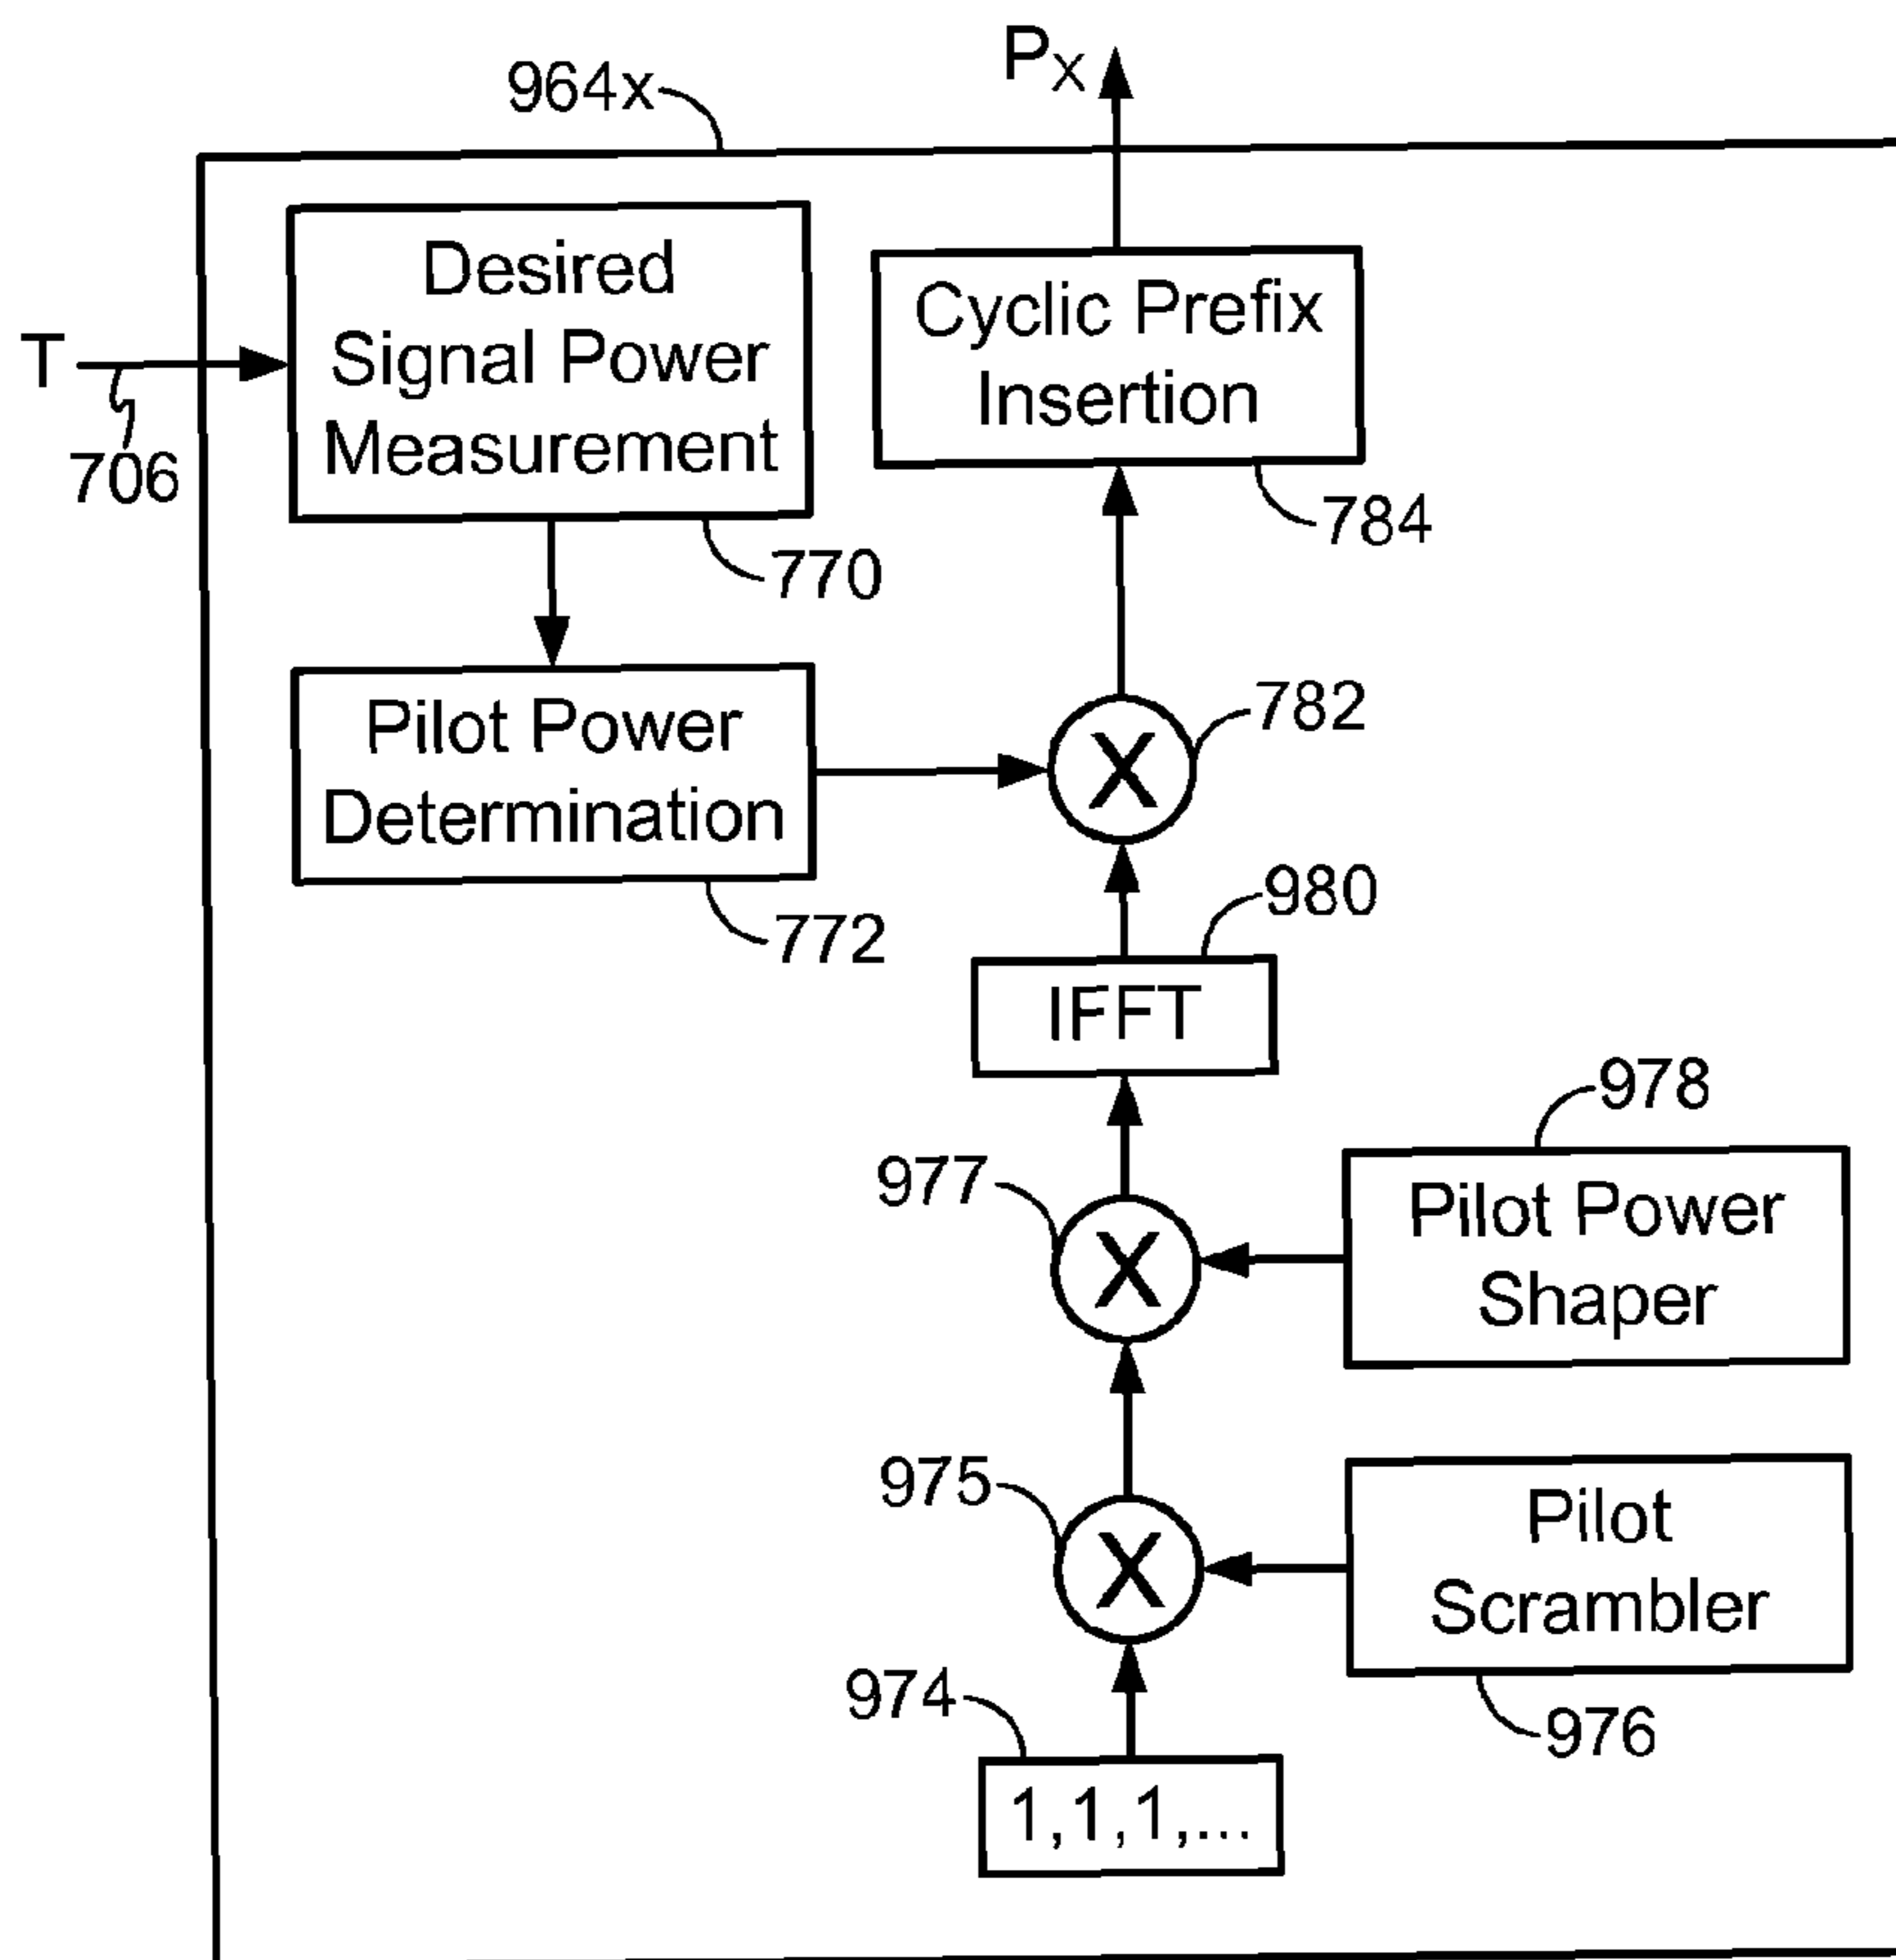 P_X
964x
Desired
Signal Power
Measurement
T
706
770
Cyclic Prefix
Insertion
784
Pilot Power
Determination
772
782
980
IFFT
978
Pilot Power
Shaper
977
975
Pilot
Scrambler
976
974
1,1,1,...